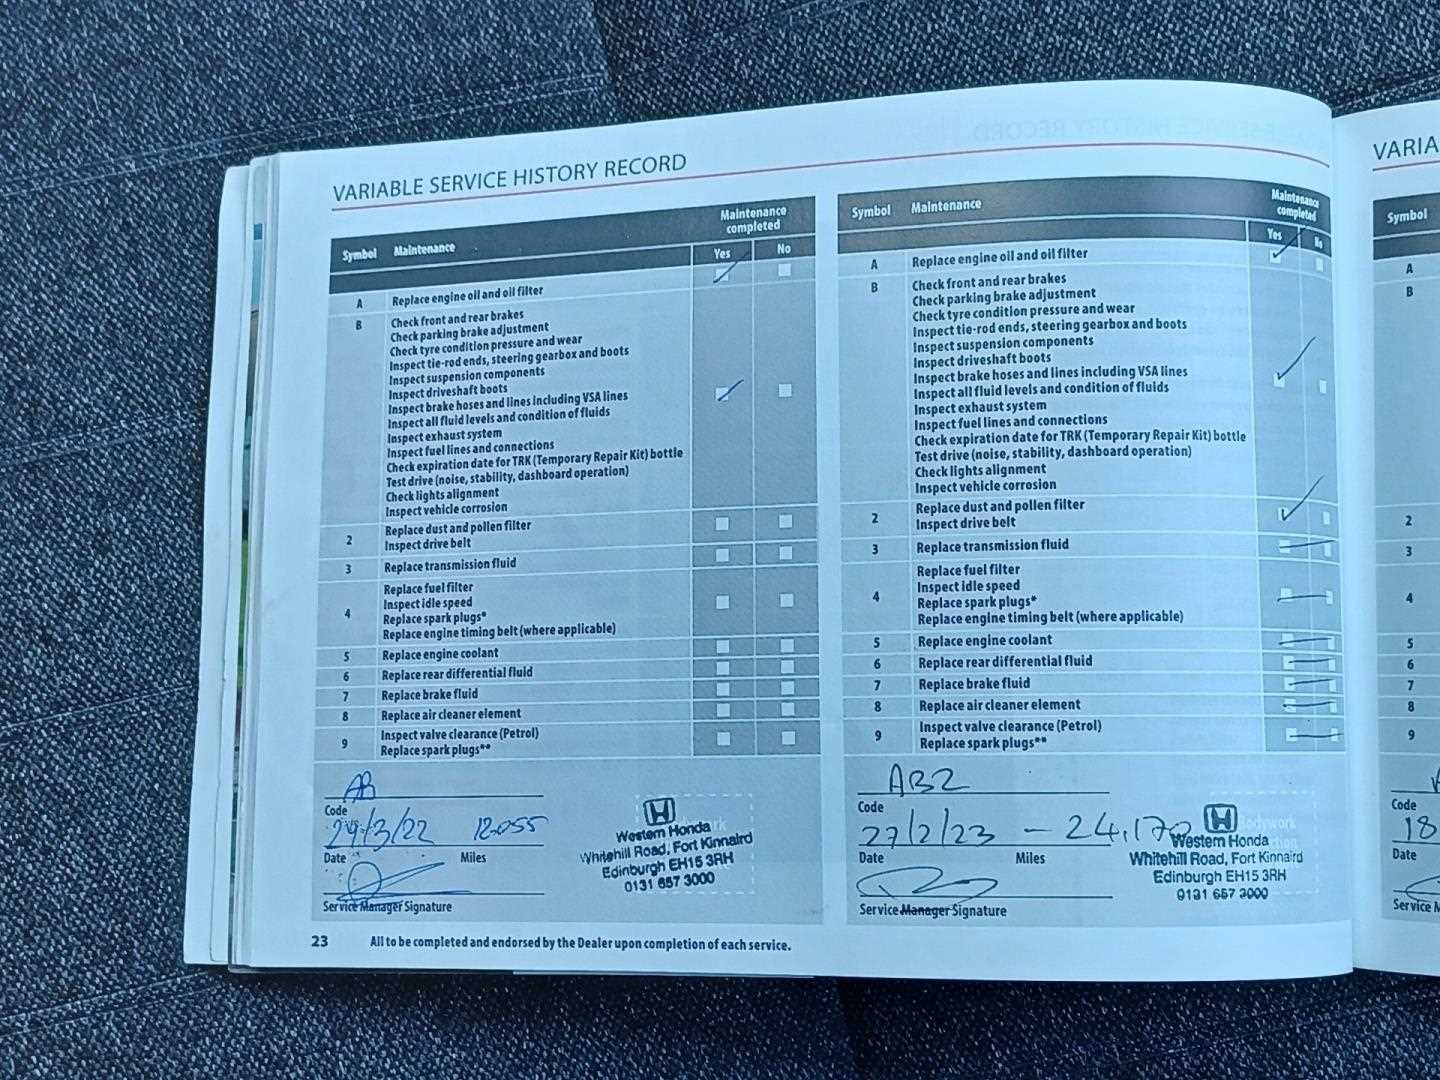 VARIABLE SERVICE HISTORY RECORD
Symbol Maintenance Maintenance completed
Yes No
A Replace engine oil and oil filter
B Check front and rear brakes
Check parking brake adjustment
Check tyre condition pressure and wear
Inspect tie-rod ends, steering gearbox and boots
Inspect suspension components
Inspect driveshaft boots
Inspect brake hoses and lines including VSA lines
Inspect all fluid levels and condition of fluids
Inspect exhaust system
Inspect fuel lines and connections
Check expiration date for TRK (Temporary Repair Kit) bottle
Test drive (noise, stability, dashboard operation)
Check lights alignment
Inspect vehicle corrosion
2 Replace dust and pollen filter
Inspect drive belt
3 Replace transmission fluid
4 Replace fuel filter
Inspect idle speed
Replace spark plugs*
Replace engine timing belt (where applicable)
5 Replace engine coolant
6 Replace rear differential fluid
7 Replace brake fluid
8 Replace air cleaner element
9 Inspect valve clearance (Petrol)
Replace spark plugs**
AB
Code
29/3/22 12055
Date Miles
Service Manager Signature
Western Honda
Whitehill Road, Fort Kinnaird
Edinburgh EH15 3RH
0131 657 3000
23 All to be completed and endorsed by the Dealer upon completion of each service.
Symbol Maintenance Maintenance completed
Yes No
A Replace engine oil and oil filter
B Check front and rear brakes
Check parking brake adjustment
Check tyre condition pressure and wear
Inspect tie-rod ends, steering gearbox and boots
Inspect suspension components
Inspect driveshaft boots
Inspect brake hoses and lines including VSA lines
Inspect all fluid levels and condition of fluids
Inspect exhaust system
Inspect fuel lines and connections
Check expiration date for TRK (Temporary Repair Kit) bottle
Test drive (noise, stability, dashboard operation)
Check lights alignment
Inspect vehicle corrosion
2 Replace dust and pollen filter
Inspect drive belt
3 Replace transmission fluid
4 Replace fuel filter
Inspect idle speed
Replace spark plugs*
Replace engine timing belt (where applicable)
5 Replace engine coolant
6 Replace rear differential fluid
7 Replace brake fluid
8 Replace air cleaner element
9 Inspect valve clearance (Petrol)
Replace spark plugs**
AB2
Code
27/2/23 - 24,170
Date Miles
Service Manager Signature
Bodywork
Western Honda
Whitehill Road, Fort Kinnaird
Edinburgh EH15 3RH
0131 657 3000
VARIA
Symbol
A
B
2
3
4
5
6
7
8
9
Code
18
Date
Service M